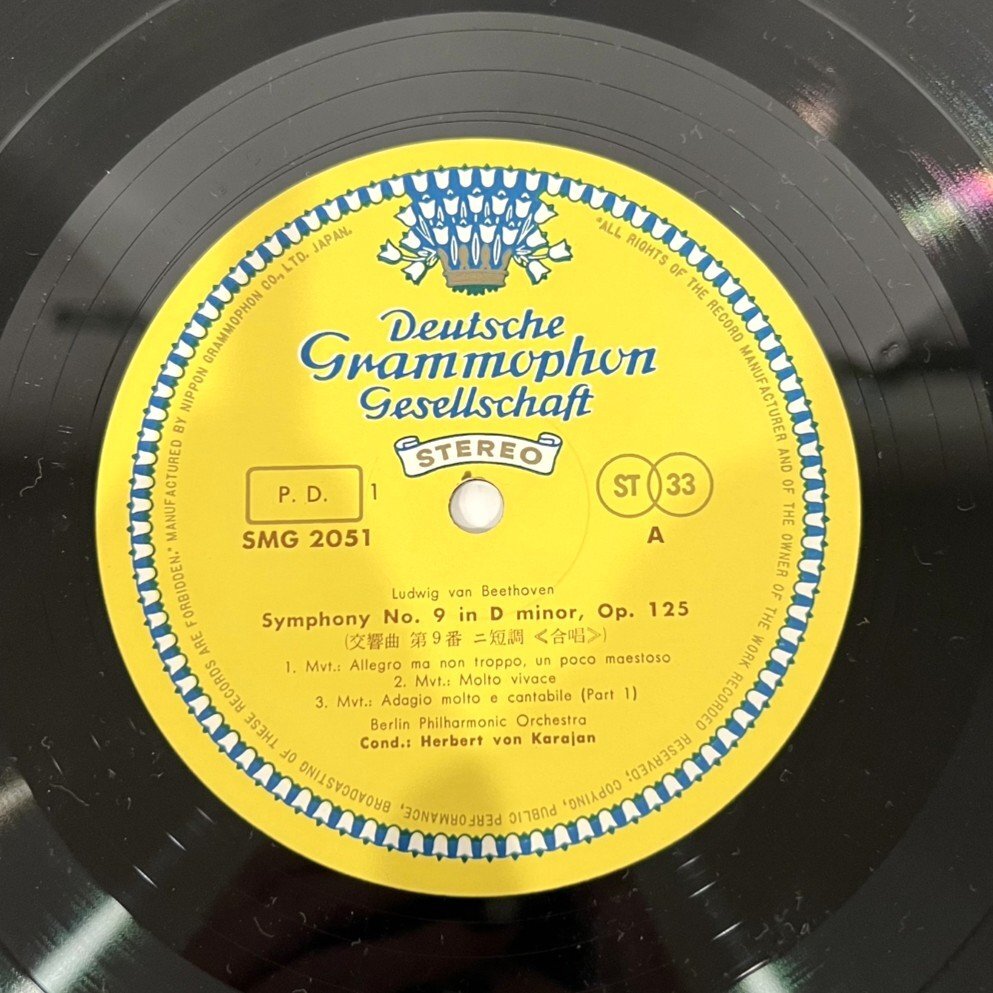 Deutsche
Grammophon
Gesellschaft
STEREO
P. D. 1
ST 33
SMG 2051
A
Ludwig van Beethoven
Symphony No. 9 in D minor, Op. 125
(交響曲 第9番 ニ短調 ≪合唱≫)
1. Mvt.: Allegro ma non troppo, un poco maestoso
2. Mvt.: Molto vivace
3. Mvt.: Adagio molto e cantabile (Part 1)
Berlin Philharmonic Orchestra
Cond.: Herbert von Karajan
"ALL RIGHTS OF THE RECORD MANUFACTURER AND OF THE OWNER OF THE WORK RECORDED RESERVED; COPYING, PUBLIC PERFORMANCE, BROADCASTING OF THESE RECORDS ARE FORBIDDEN." MANUFACTURED BY NIPPON GRAMMOPHON CO., LTD. JAPAN.